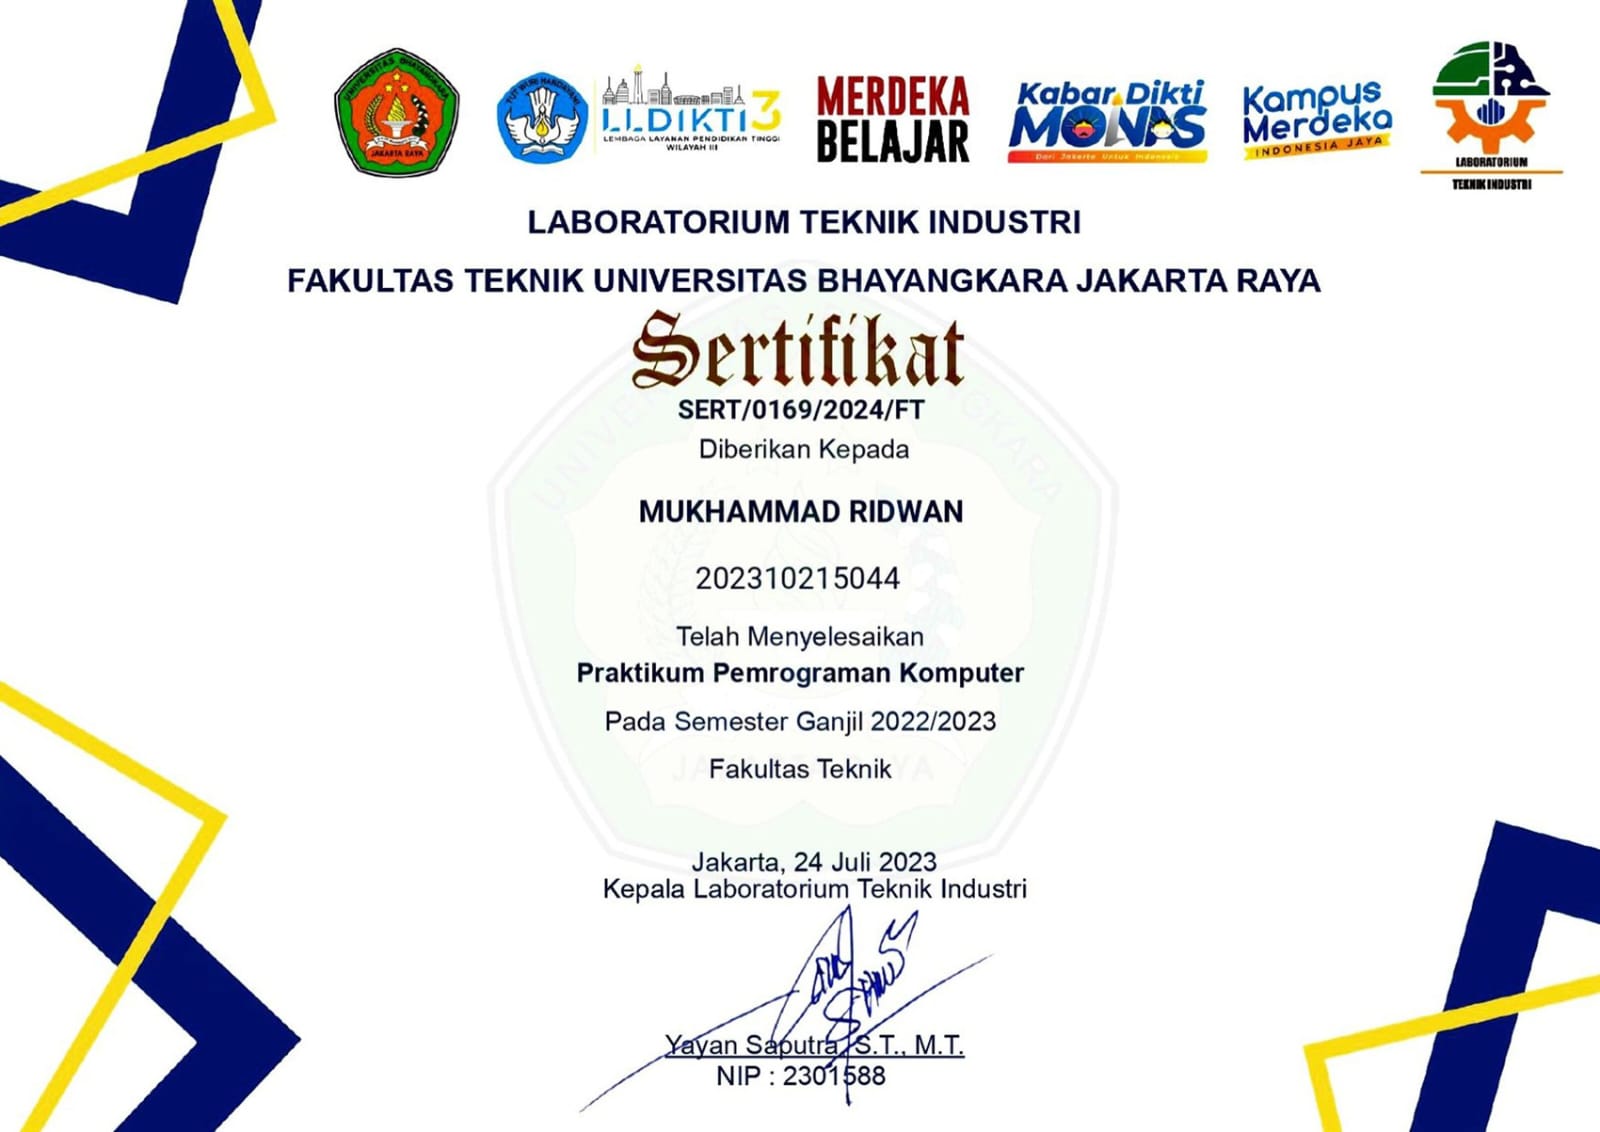 UNIVERSITAS BHAYANGKARA
JAKARTA RAYA
TUT WURI HANDAYANI
LLDIKTI 3
LEMBAGA LAYANAN PENDIDIKAN TINGGI
WILAYAH III
MERDEKA
BELAJAR
Kabar Dikti
MONAS
Dari Jakarta Untuk Indonesia
Kampus
Merdeka
INDONESIA JAYA
LABORATORIUM
TEKNIK INDUSTRI
LABORATORIUM TEKNIK INDUSTRI
FAKULTAS TEKNIK UNIVERSITAS BHAYANGKARA JAKARTA RAYA
Sertifikat
SERT/0169/2024/FT
Diberikan Kepada
MUKHAMMAD RIDWAN
202310215044
Telah Menyelesaikan
Praktikum Pemrograman Komputer
Pada Semester Ganjil 2022/2023
Fakultas Teknik
Jakarta, 24 Juli 2023
Kepala Laboratorium Teknik Industri
Yayan Saputra, S.T., M.T.
NIP : 2301588